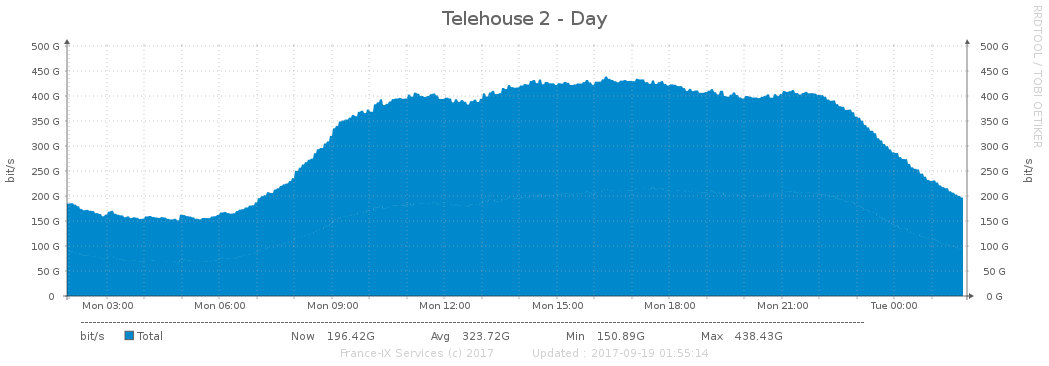 Telehouse 2 - Day
RRDTOOL / TOBI OETIKER
bit/s
bit/s
500 G 500 G
450 G 450 G
400 G 400 G
350 G 350 G
300 G 300 G
250 G 250 G
200 G 200 G
150 G 150 G
100 G 100 G
50 G 50 G
0 0 G
Mon 03:00 Mon 06:00 Mon 09:00 Mon 12:00 Mon 15:00 Mon 18:00 Mon 21:00 Tue 00:00
bit/s Total Now 196.42G Avg 323.72G Min 150.89G Max 438.43G
France-IX Services (c) 2017 Updated : 2017-09-19 01:55:14